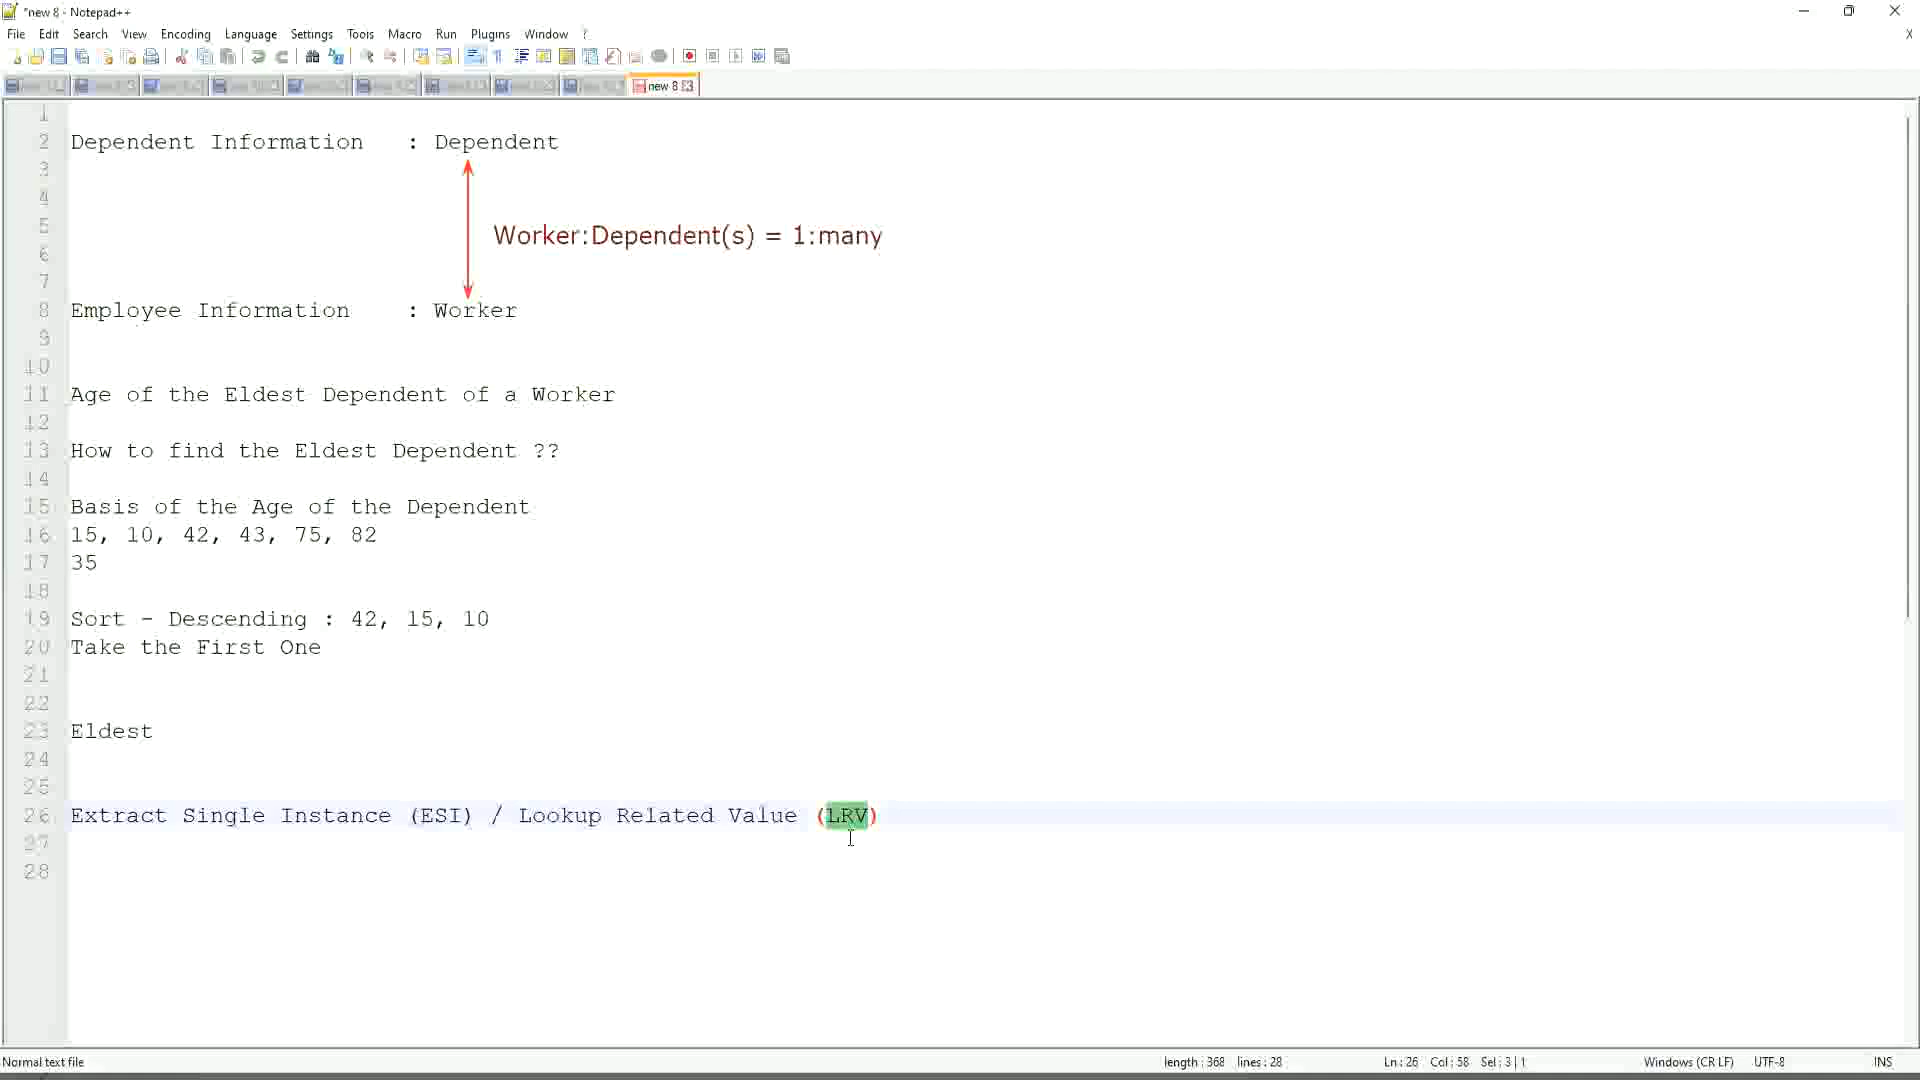 *new 8 - Notepad++
File Edit Search View Encoding Language Settings Tools Macro Run Plugins Window ?
X
new 8
1
2 Dependent Information : Dependent
3
4
5 Worker:Dependent(s) = 1:many
6
7
8 Employee Information : Worker
9
10
11 Age of the Eldest Dependent of a Worker
12
13 How to find the Eldest Dependent ??
14
15 Basis of the Age of the Dependent
16 15, 10, 42, 43, 75, 82
17 35
18
19 Sort - Descending : 42, 15, 10
20 Take the First One
21
22
23 Eldest
24
25
26 Extract Single Instance (ESI) / Lookup Related Value (LRV)
27
28
Normal text file length : 368 lines : 28 Ln : 26 Col : 58 Sel : 3 | 1 Windows (CR LF) UTF-8 INS